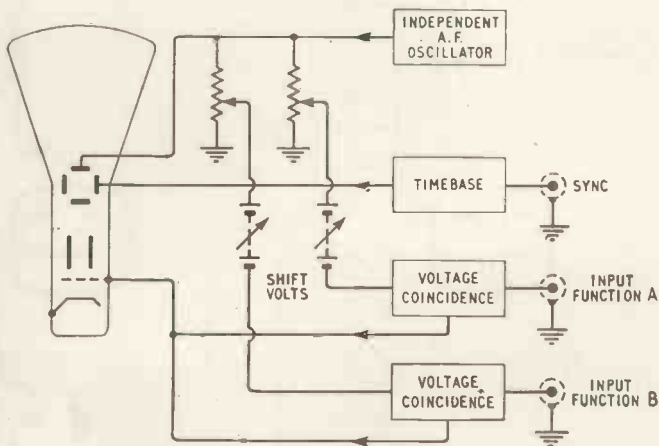 INDEPENDENT
A.F.
OSCILLATOR
TIMEBASE
SYNC
SHIFT
VOLTS
VOLTAGE
COINCIDENCE
INPUT
FUNCTION A
VOLTAGE
COINCIDENCE
INPUT
FUNCTION B